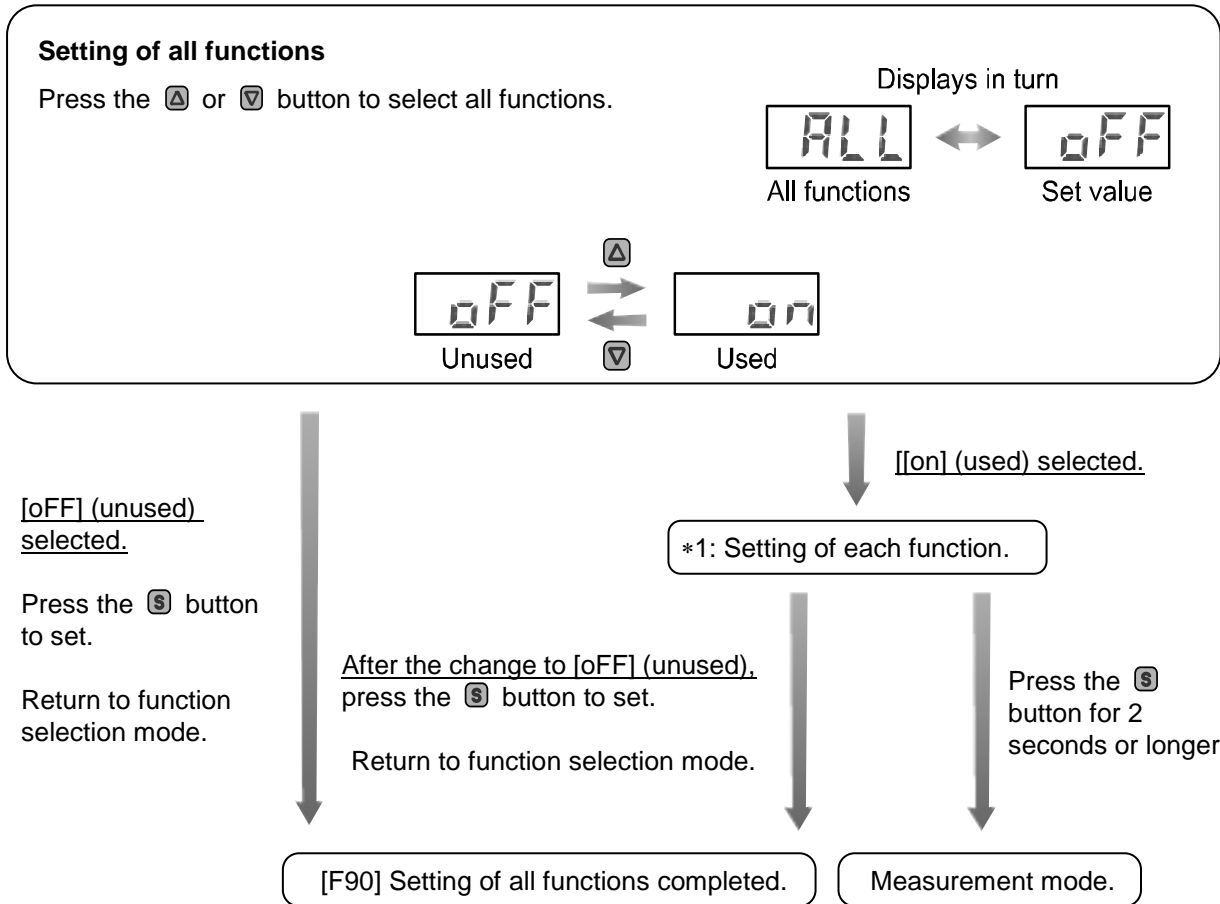 Setting of all functions
Press the △ or ▽ button to select all functions.
Displays in turn
ALL
oFF
All functions
Set value
△
oFF
on
Unused
▽
Used
[[on] (used) selected.
[oFF] (unused)
selected.
∗1: Setting of each function.
Press the S button
to set.
After the change to [oFF] (unused),
press the S button to set.
Press the S
button for 2
seconds or longer
Return to function
selection mode.
Return to function selection mode.
[F90] Setting of all functions completed.
Measurement mode.